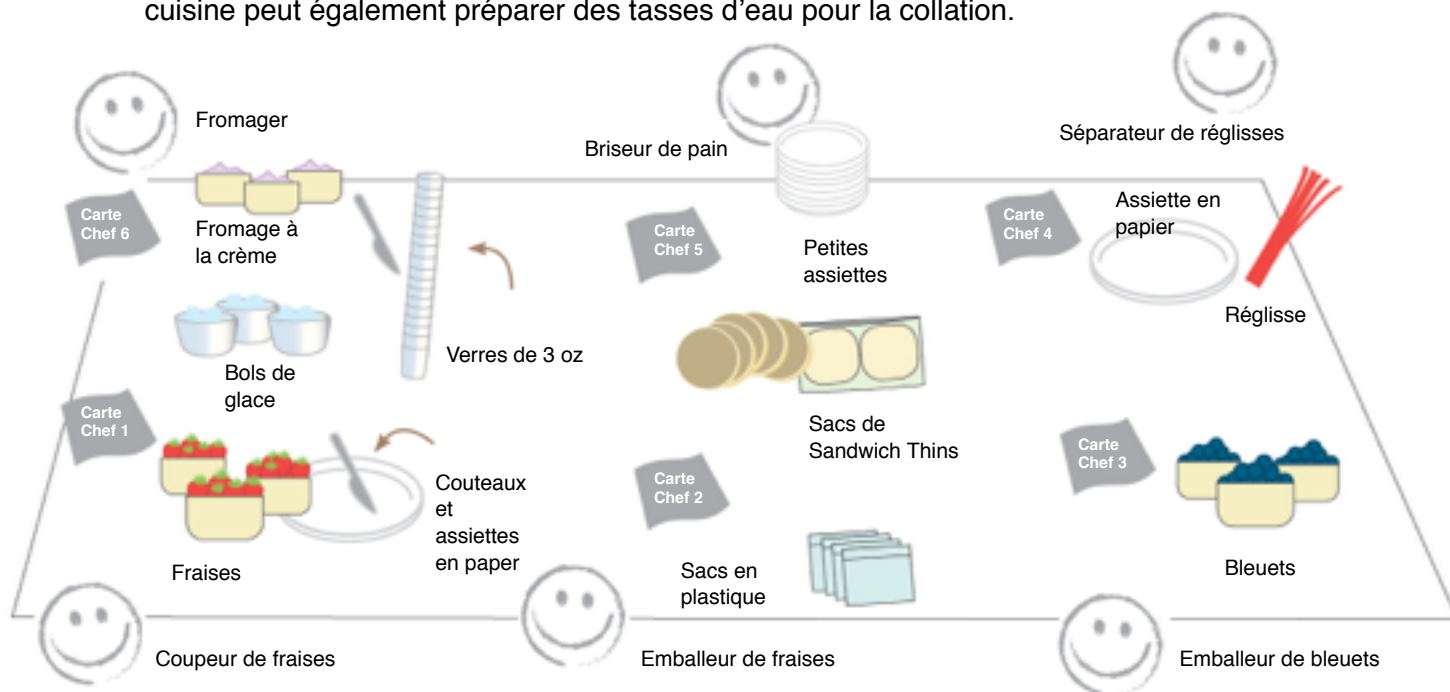 cuisine peut également préparer des tasses d'eau pour la collation.
Fromager
Briseur de pain
Séparateur de réglisses
Carte
Chef 6
Fromage à
la crème
Carte
Chef 5
Petites
assiettes
Carte
Chef 4
Assiette en
papier
Réglisse
Verres de 3 oz
Bols de
glace
Carte
Chef 1
Sacs de
Sandwich Thins
Carte
Chef 3
Couteaux
et
assiettes
en paper
Carte
Chef 2
Fraises
Sacs en
plastique
Bleuets
Coupeur de fraises
Emballeur de fraises
Emballeur de bleuets